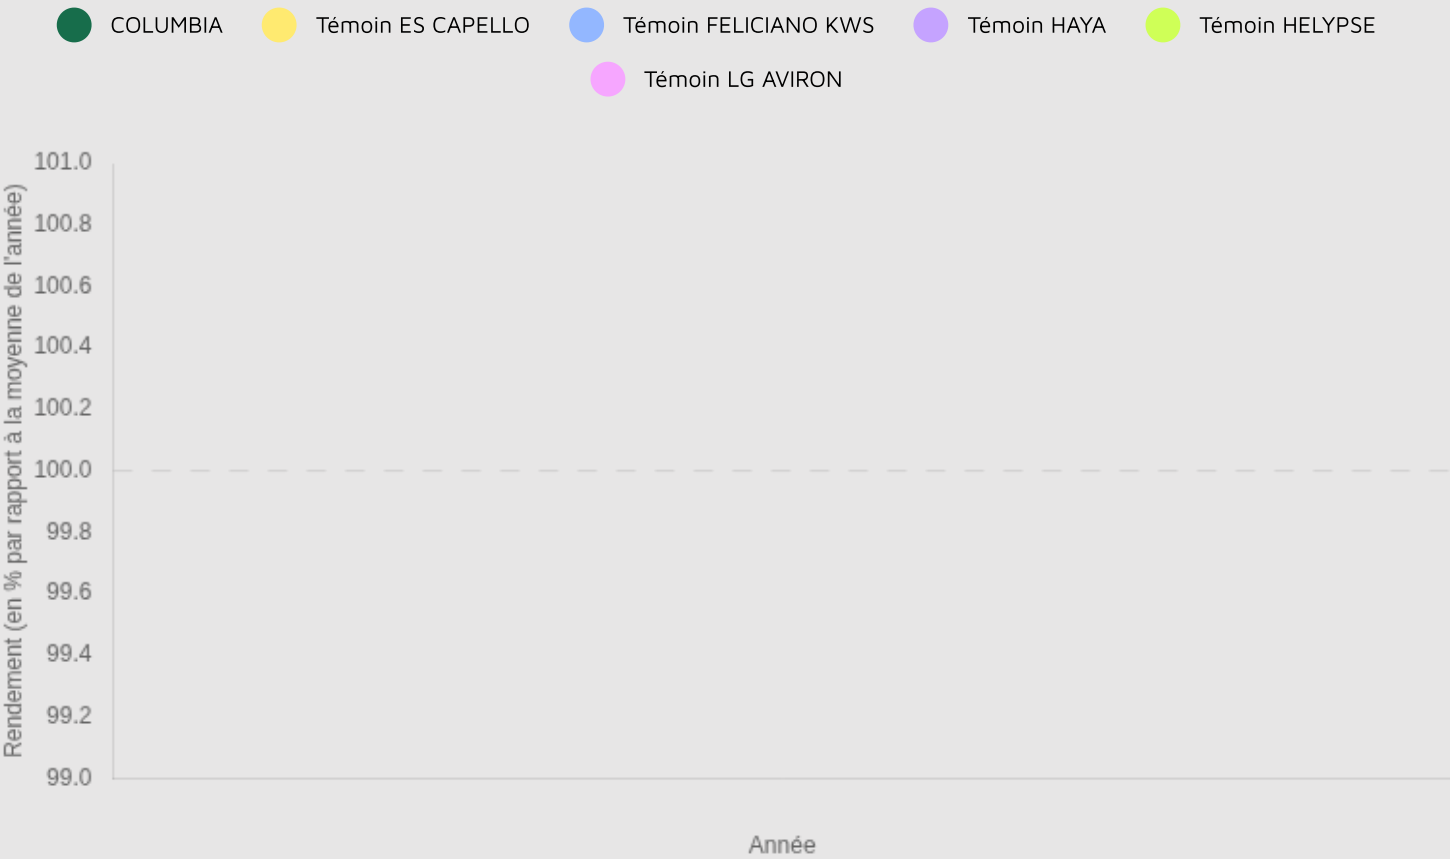 COLUMBIA Témoin ES CAPELLO Témoin FELICIANO KWS Témoin HAYA Témoin HELYPSE
Témoin LG AVIRON
Rendement (en % par rapport à la moyenne de l'année)
101.0
100.8
100.6
100.4
100.2
100.0
99.8
99.6
99.4
99.2
99.0
Année